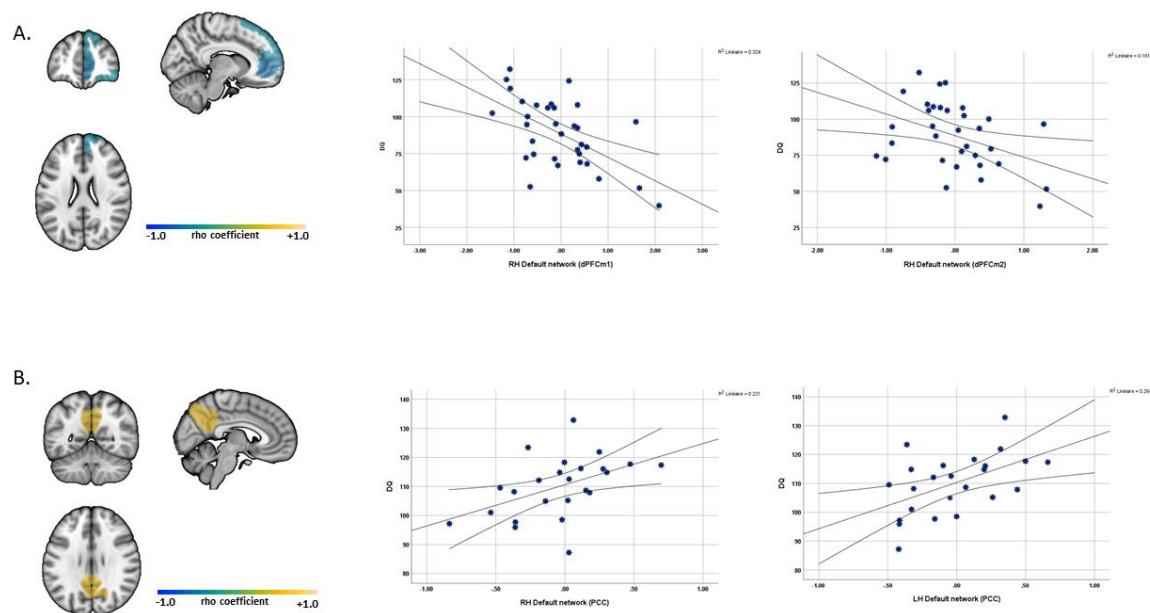 A.
-1.0 rho coefficient +1.0
R² Linéaire = 0.324
DQ
125
100
75
50
25
-3.00 -2.00 -1.00 .00 1.00 2.00 3.00
RH Default network (dPFCm1)
DQ
125
100
75
50
25
-2.00 -1.00 .00 1.00 2.00
RH Default network (dPFCm2)
B.
-1.0 rho coefficient +1.0
R² Linéaire = 0.221
DQ
140
130
120
110
100
90
80
-1.00 -.50 .00 .50 1.00
RH Default network (PCC)
R² Linéaire = 0.264
DQ
140
130
120
110
100
90
80
-1.00 -.50 .00 .50 1.00
LH Default network (PCC)